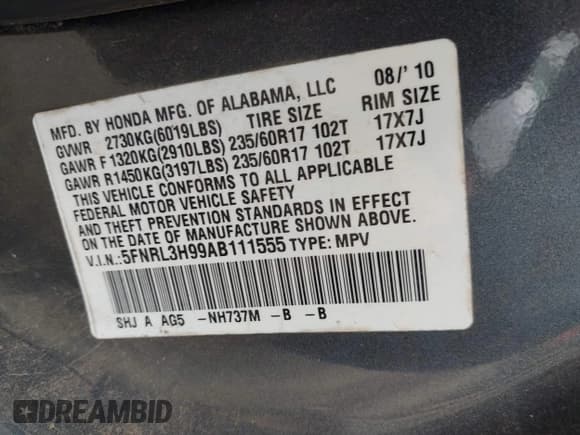 MFD. BY HONDA MFG. OF ALABAMA, LLC 08/' 10
GVWR 2730KG(6019LBS) TIRE SIZE RIM SIZE
GAWR F 1320KG(2910LBS) 235/60R17 102T 17X7J
GAWR R1450KG(3197LBS) 235/60R17 102T 17X7J
THIS VEHICLE CONFORMS TO ALL APPLICABLE
FEDERAL MOTOR VEHICLE SAFETY
AND THEFT PREVENTION STANDARDS IN EFFECT
ON THE DATE OF MANUFACTURE SHOWN ABOVE.
V.I.N.:5FNRL3H99AB111555 TYPE: MPV
SHJ A AG5 -NH737M -B -B
DREAMBID